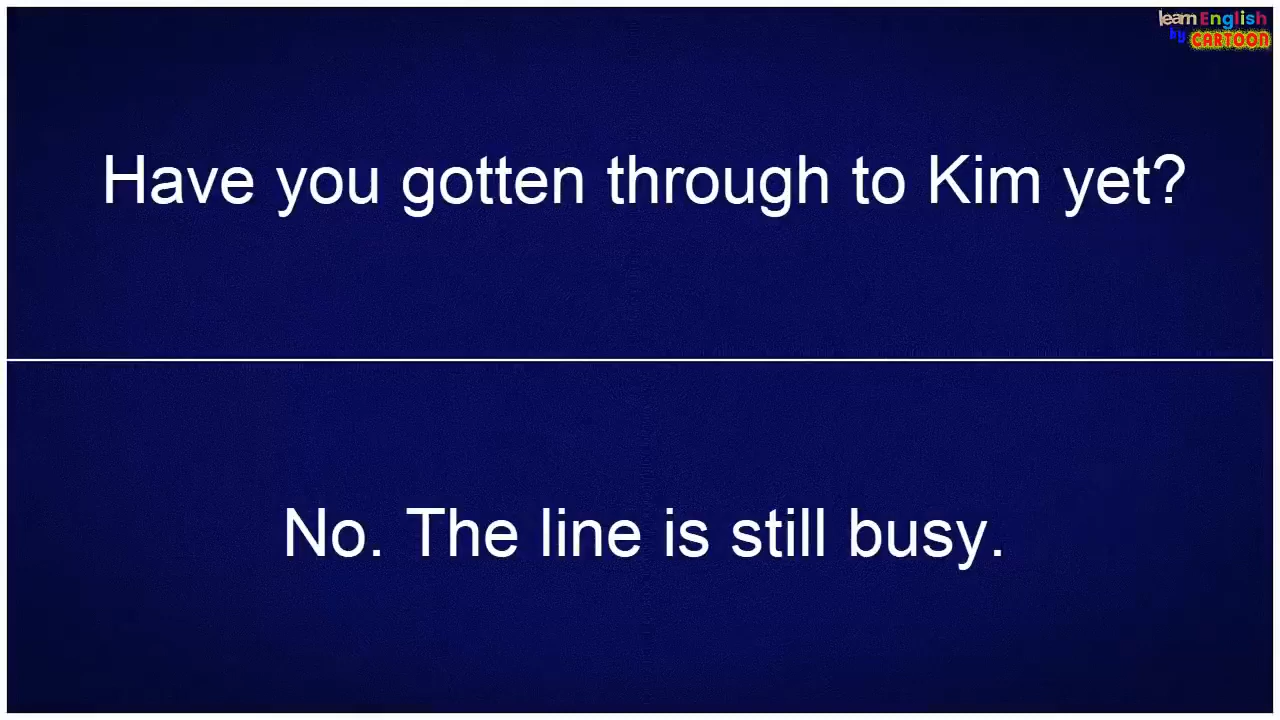 learn English
by CARTOON
Have you gotten through to Kim yet?
No. The line is still busy.